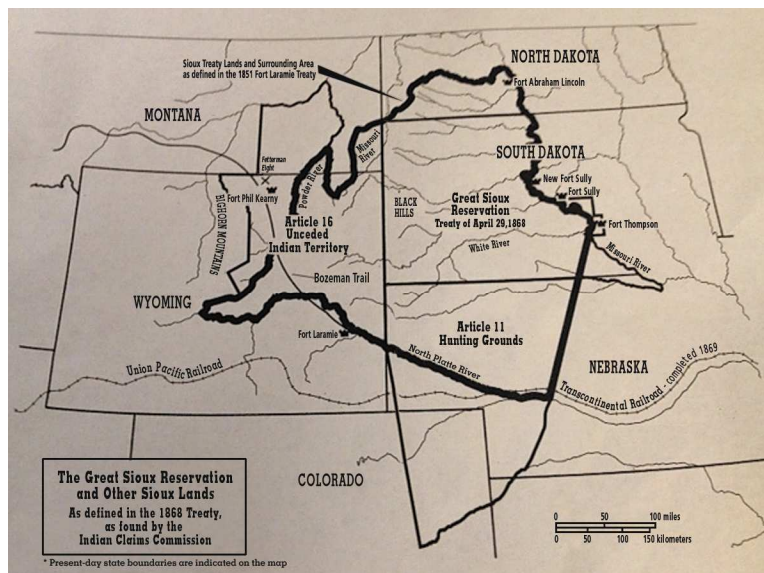 Sioux Treaty Lands and Surrounding Area
as defined in the 1851 Fort Laramie Treaty
NORTH DAKOTA
Fort Abraham Lincoln
MONTANA
Missouri
River
SOUTH DAKOTA
Fetterman
Fight
Powder River
New Fort Sully
Fort Sully
Fort Phil Kearny
BIGHORN MOUNTAINS
BLACK
HILLS
Great Sioux
Reservation
Treaty of April 29,1868
Article 16
Unceded
Indian Territory
Fort Thompson
White River
Missouri River
Bozeman Trail
WYOMING
Fort Laramie
Article 11
Hunting Grounds
North Platte River
NEBRASKA
Union Pacific Railroad
Transcontinental Railroad - completed 1869
COLORADO
The Great Sioux Reservation
and Other Sioux Lands
As defined in the 1868 Treaty,
as found by the
Indian Claims Commission
0 50 100 miles
0 50 100 150 kilometers
* Present-day state boundaries are indicated on the map